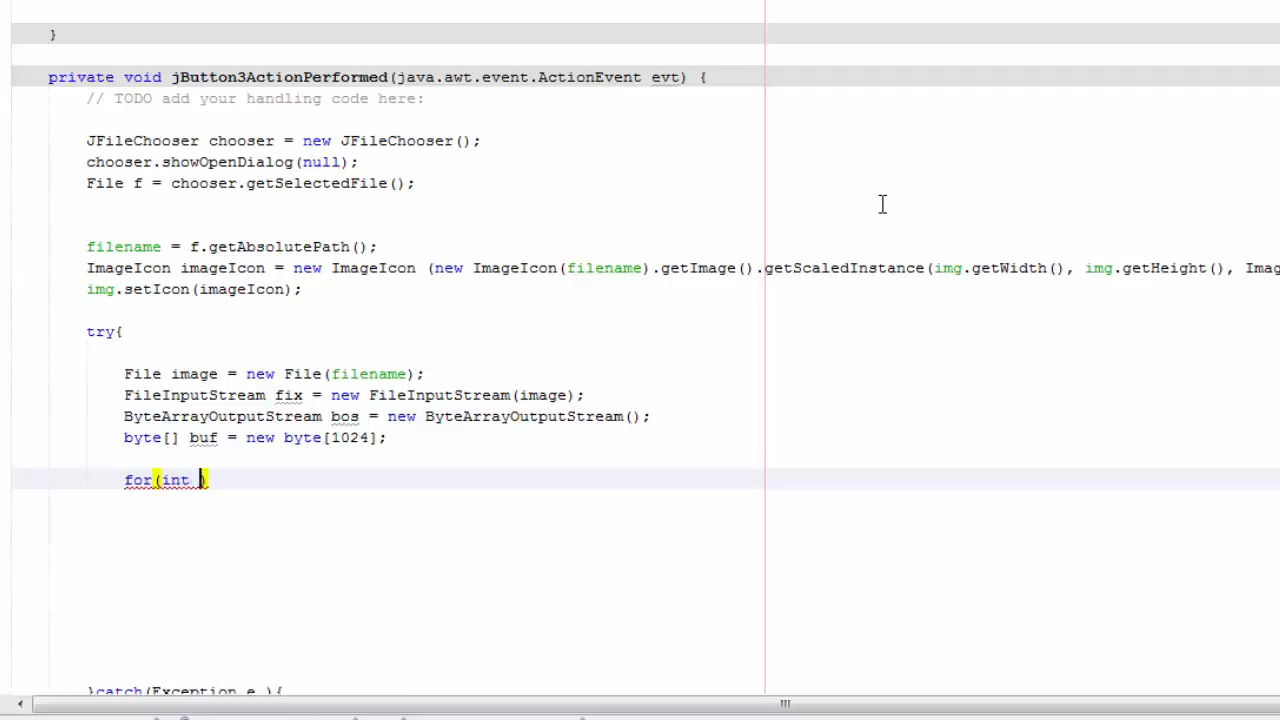 }
private void jButton3ActionPerformed(java.awt.event.ActionEvent evt) {
// TODO add your handling code here:
JFileChooser chooser = new JFileChooser();
chooser.showOpenDialog(null);
File f = chooser.getSelectedFile();
filename = f.getAbsolutePath();
ImageIcon imageIcon = new ImageIcon (new ImageIcon(filename).getImage().getScaledInstance(img.getWidth(), img.getHeight(), Imag
img.setIcon(imageIcon);
try{
File image = new File(filename);
FileInputStream fix = new FileInputStream(image);
ByteArrayOutputStream bos = new ByteArrayOutputStream();
byte[] buf = new byte[1024];
for(int )
}catch(Exception e ){